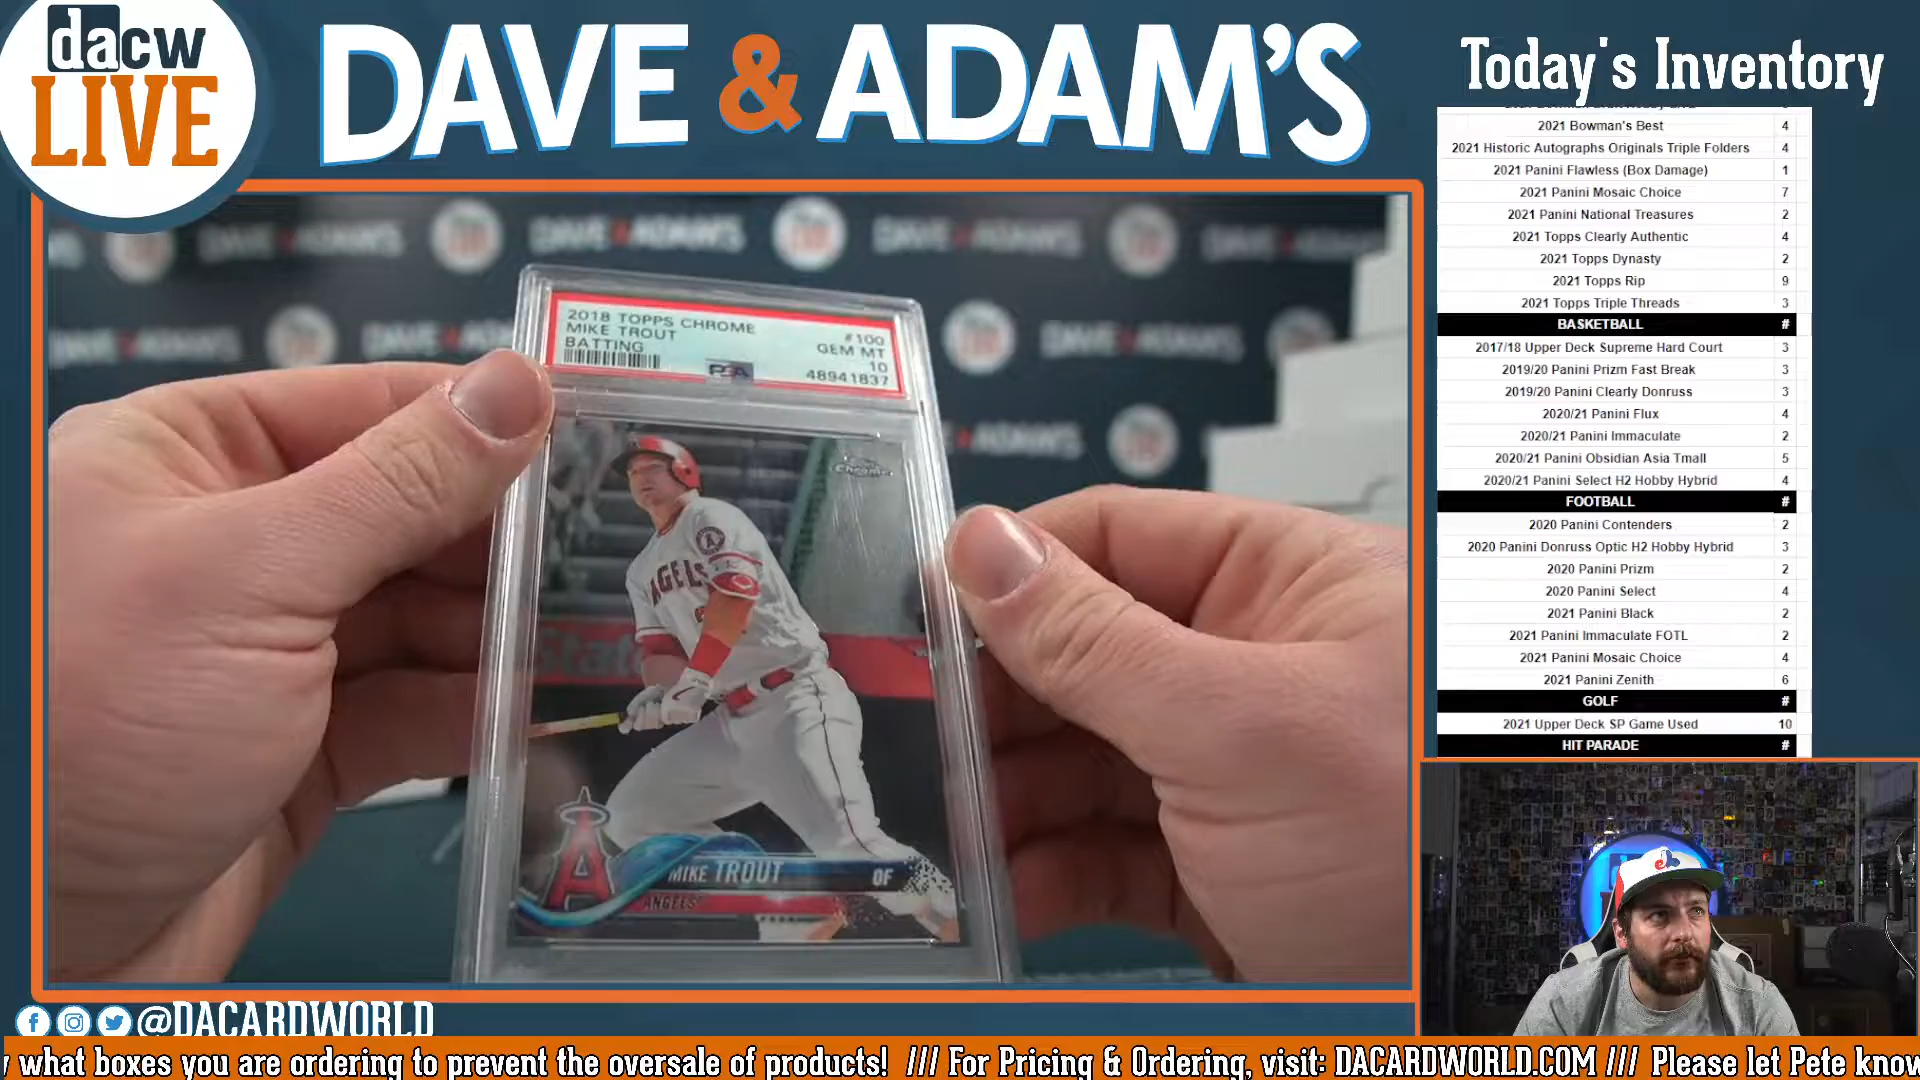 dacw
LIVE
DAVE & ADAM'S
Today's Inventory
2021 Bowman's Best 4
2021 Historic Autographs Originals Triple Folders 4
2021 Panini Flawless (Box Damage) 1
2021 Panini Mosaic Choice 7
2021 Panini National Treasures 2
2021 Topps Clearly Authentic 4
2021 Topps Dynasty 2
2021 Topps Rip 9
2021 Topps Triple Threads 3
BASKETBALL #
2017/18 Upper Deck Supreme Hard Court 3
2019/20 Panini Prizm Fast Break 3
2019/20 Panini Clearly Donruss 3
2020/21 Panini Flux 4
2020/21 Panini Immaculate 2
2020/21 Panini Obsidian Asia Tmall 5
2020/21 Panini Select H2 Hobby Hybrid 4
FOOTBALL #
2020 Panini Contenders 2
2020 Panini Donruss Optic H2 Hobby Hybrid 3
2020 Panini Prizm 2
2020 Panini Select 4
2021 Panini Black 2
2021 Panini Immaculate FOTL 2
2021 Panini Mosaic Choice 4
2021 Panini Zenith 6
GOLF #
2021 Upper Deck SP Game Used 10
HIT PARADE #
DAVE & ADAM'S
2018 TOPPS CHROME #100
MIKE TROUT GEM MT
BATTING 10
PSA 48941837
Chrome
ANGELS
State
MIKE TROUT OF
ANGELS
@DACARDWORLD
what boxes you are ordering to prevent the oversale of products! /// For Pricing & Ordering, visit: DACARDWORLD.COM /// Please let Pete know